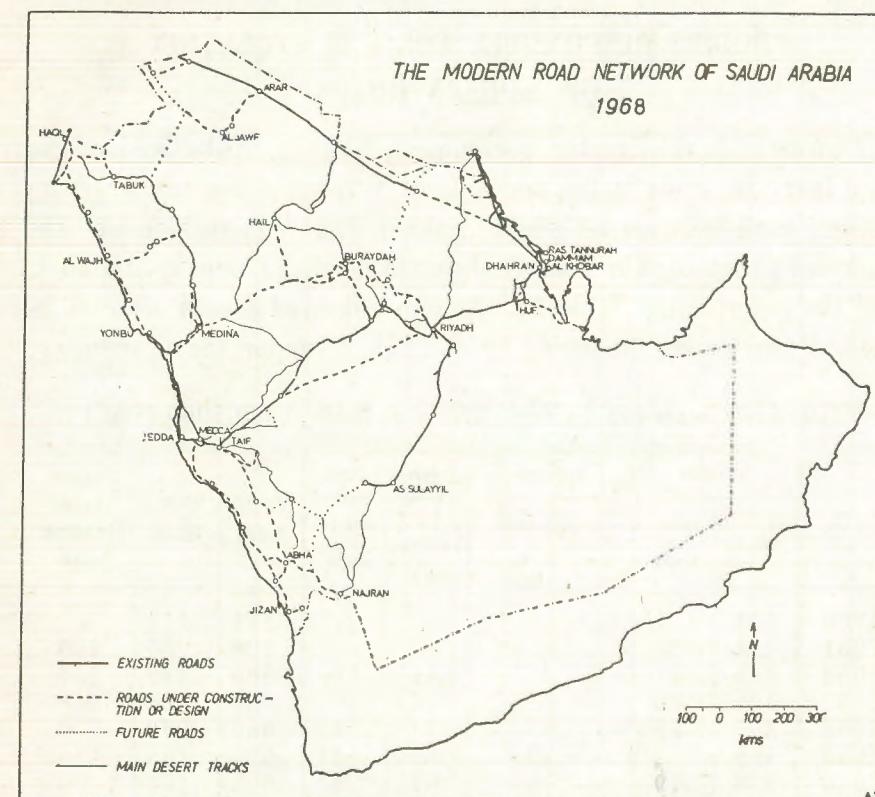 THE MODERN ROAD NETWORK OF SAUDI ARABIA
1968
ARAR
AL JAWF
HAQL
TABUK
HAIL
BURAYDAH
AL WAJH
RAS TANNURAH
DAMMAM
DHAHRAN
AL KHOBAR
HUF.
YONBU
MEDINA
RIYADH
JEDDA
MECCA
TAIF
AS SULAYYIL
ABHA
NAJRAN
JIZAN
N
EXISTING ROADS
ROADS UNDER CONSTRUC-
TION OR DESIGN
FUTURE ROADS
MAIN DESERT TRACKS
100 0 100 200 300
kms